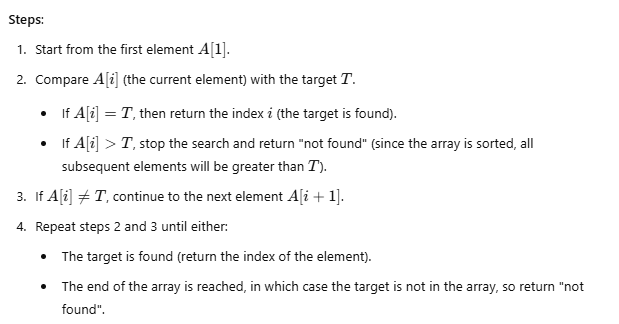 Steps:
1. Start from the first element A[1].
2. Compare A[i] (the current element) with the target T.
• If A[i] = T, then return the index i (the target is found).
• If A[i] > T, stop the search and return "not found" (since the array is sorted, all
subsequent elements will be greater than T).
3. If A[i] ≠ T, continue to the next element A[i + 1].
4. Repeat steps 2 and 3 until either:
• The target is found (return the index of the element).
• The end of the array is reached, in which case the target is not in the array, so return "not
found".